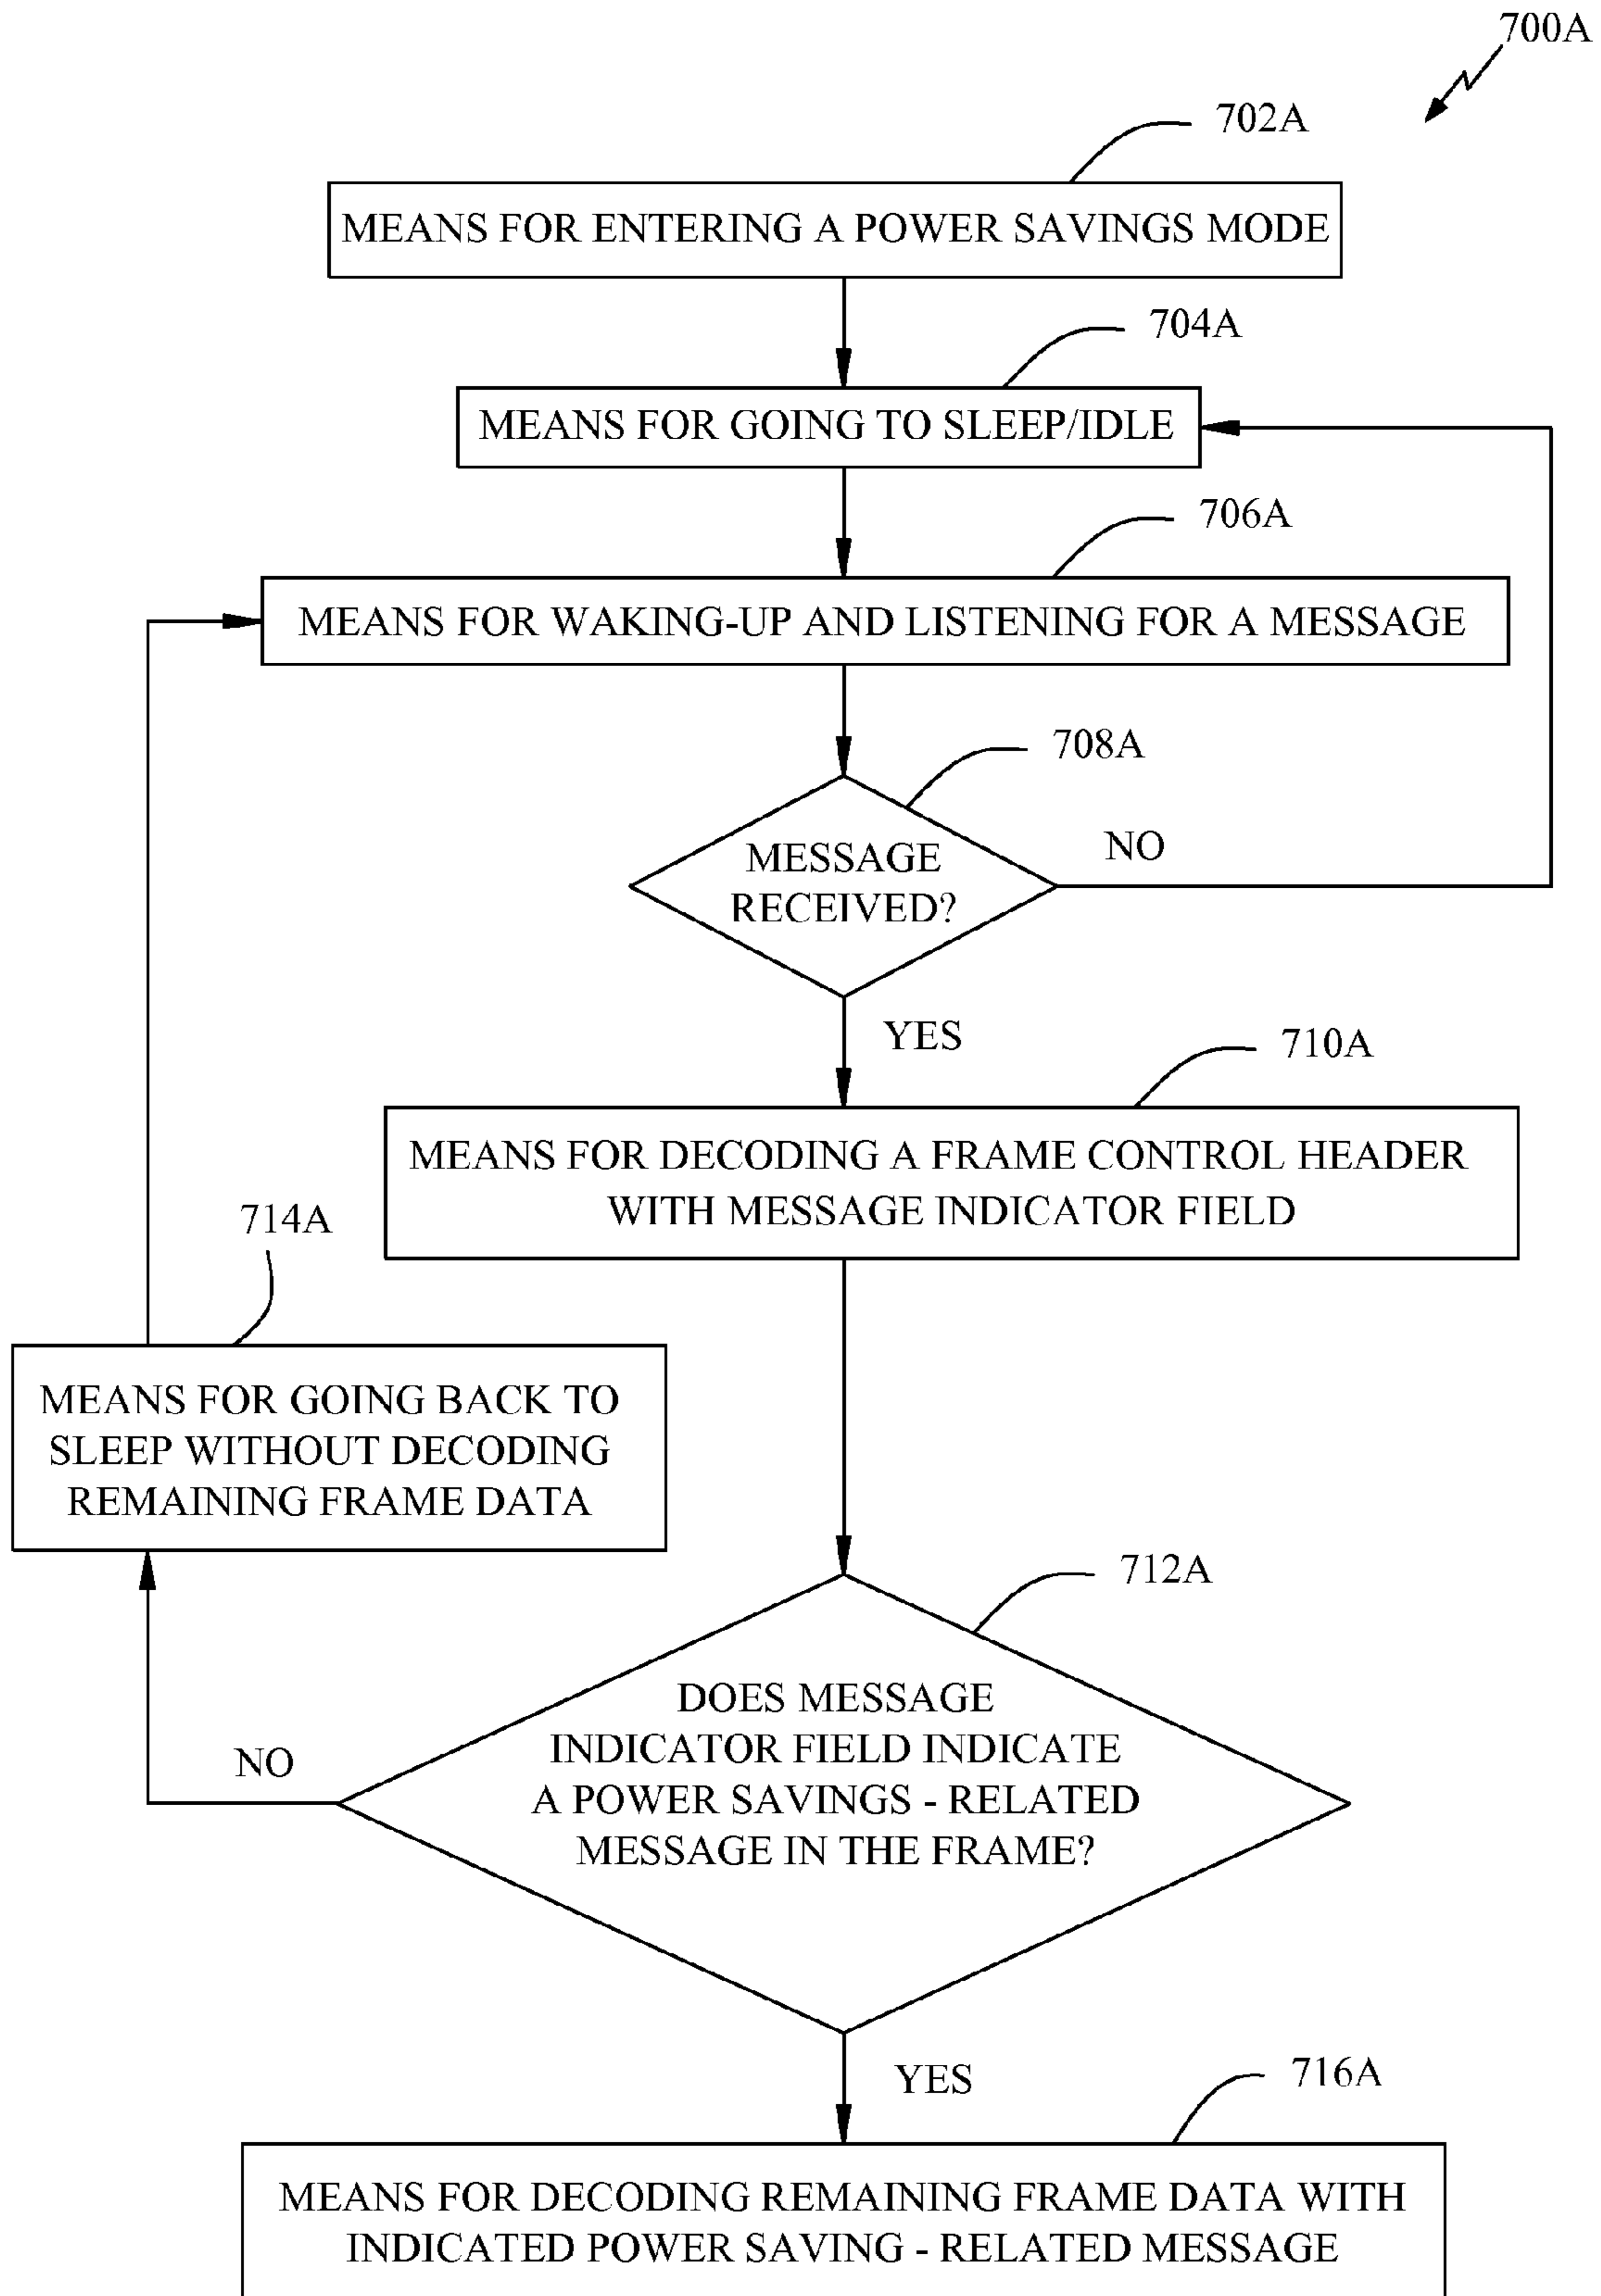 700A
702A
MEANS FOR ENTERING A POWER SAVINGS MODE
704A
MEANS FOR GOING TO SLEEP/IDLE
706A
MEANS FOR WAKING-UP AND LISTENING FOR A MESSAGE
708A
MESSAGE
RECEIVED?
NO
YES
710A
MEANS FOR DECODING A FRAME CONTROL HEADER
WITH MESSAGE INDICATOR FIELD
714A
MEANS FOR GOING BACK TO
SLEEP WITHOUT DECODING
REMAINING FRAME DATA
712A
DOES MESSAGE
INDICATOR FIELD INDICATE
A POWER SAVINGS - RELATED
MESSAGE IN THE FRAME?
NO
YES
716A
MEANS FOR DECODING REMAINING FRAME DATA WITH
INDICATED POWER SAVING - RELATED MESSAGE